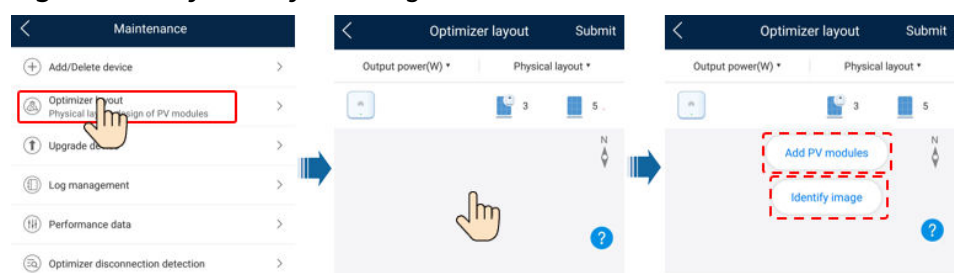 Maintenance
Add/Delete device
Optimizer layout
Physical layout design of PV modules
Upgrade device
Log management
Performance data
Optimizer disconnection detection
Optimizer layout Submit
Output power(W) Physical layout
3 5
N
?
Optimizer layout Submit
Output power(W) Physical layout
3 5
N
Add PV modules
Identify image
?